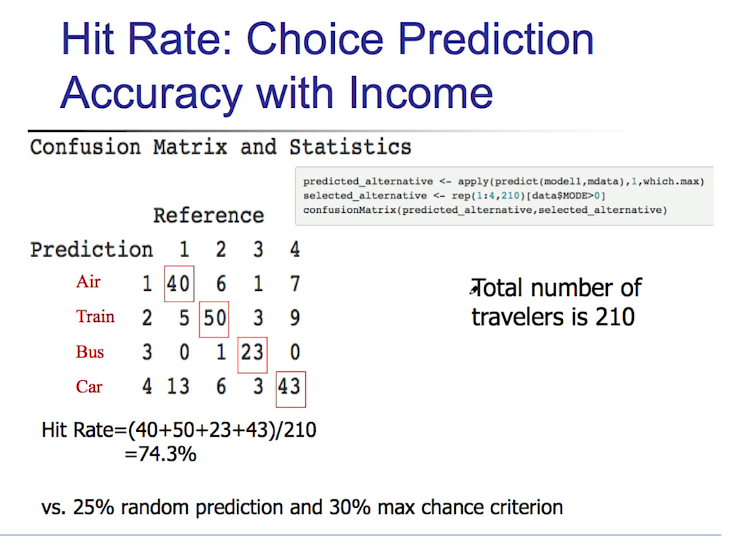 Hit Rate: Choice Prediction
Accuracy with Income
Confusion Matrix and Statistics
predicted_alternative <- apply(predict(model1,mdata),1,which.max)
selected_alternative <- rep(1:4,210)[data$MODE>0]
confusionMatrix(predicted_alternative,selected_alternative)
Reference
Prediction 1 2 3 4
Air 1 40 6 1 7
Train 2 5 50 3 9
Bus 3 0 1 23 0
Car 4 13 6 3 43
Total number of
travelers is 210
Hit Rate=(40+50+23+43)/210
=74.3%
vs. 25% random prediction and 30% max chance criterion